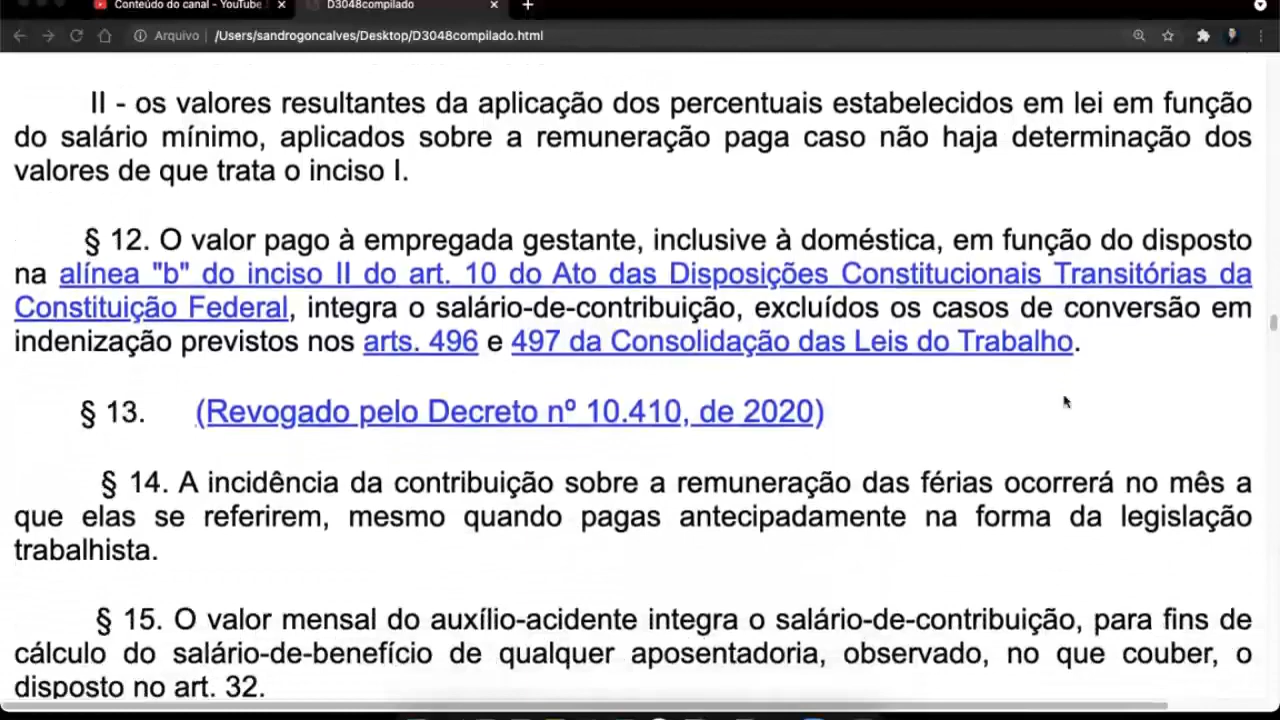 Conteúdo do canal - YouTube
D3048compilado
Arquivo
/Users/sandrogoncalves/Desktop/D3048compilado.html
II - os valores resultantes da aplicação dos percentuais estabelecidos em lei em função
do salário mínimo, aplicados sobre a remuneração paga caso não haja determinação dos
valores de que trata o inciso I.
§ 12. O valor pago à empregada gestante, inclusive à doméstica, em função do disposto
na alínea "b" do inciso II do art. 10 do Ato das Disposições Constitucionais Transitórias da
Constituição Federal, integra o salário-de-contribuição, excluídos os casos de conversão em
indenização previstos nos arts. 496 e 497 da Consolidação das Leis do Trabalho.
§ 13. (Revogado pelo Decreto nº 10.410, de 2020)
§ 14. A incidência da contribuição sobre a remuneração das férias ocorrerá no mês a
que elas se referirem, mesmo quando pagas antecipadamente na forma da legislação
trabalhista.
§ 15. O valor mensal do auxílio-acidente integra o salário-de-contribuição, para fins de
cálculo do salário-de-benefício de qualquer aposentadoria, observado, no que couber, o
disposto no art. 32.